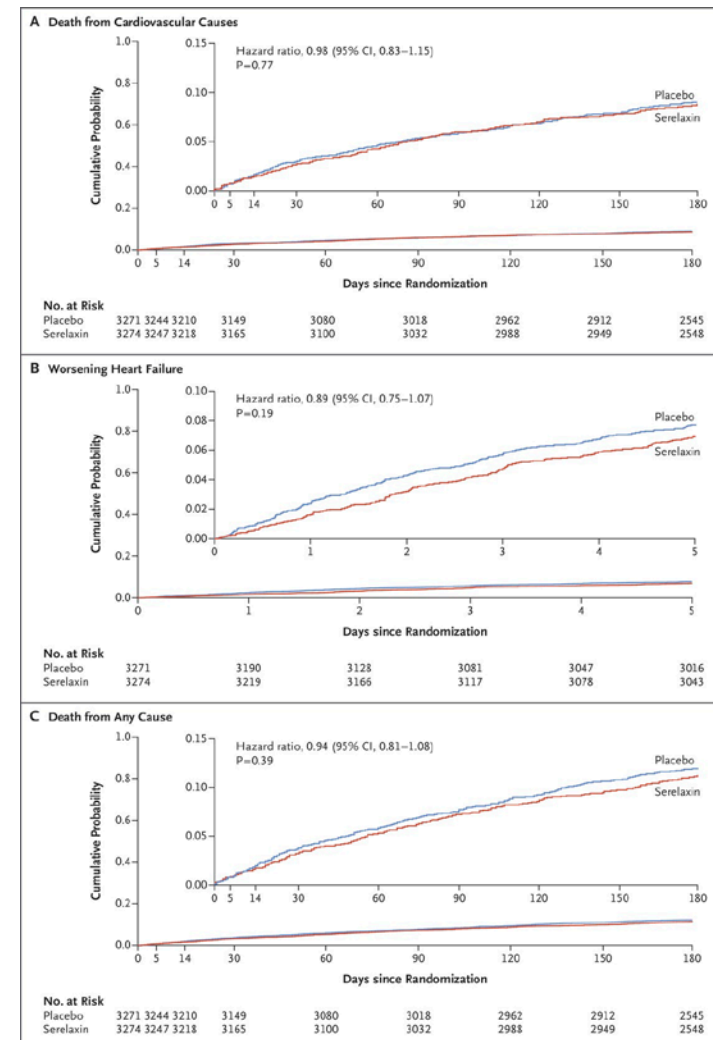 A Death from Cardiovascular Causes
Hazard ratio, 0.98 (95% CI, 0.83–1.15)
P=0.77
Placebo
Serelaxin
0.15
0.10
0.05
0.00
0 5 14 30 60 90 120 150 180
Cumulative Probability
1.0
0.8
0.6
0.4
0.2
0.0
0 5 14 30 60 90 120 150 180
Days since Randomization
No. at Risk
Placebo 3271 3244 3210 3149 3080 3018 2962 2912 2545
Serelaxin 3274 3247 3218 3165 3100 3032 2988 2949 2548
B Worsening Heart Failure
Hazard ratio, 0.89 (95% CI, 0.75–1.07)
P=0.19
Placebo
Serelaxin
0.10
0.08
0.06
0.04
0.02
0.00
0 1 2 3 4 5
Cumulative Probability
1.0
0.8
0.6
0.4
0.2
0.0
0 1 2 3 4 5
Days since Randomization
No. at Risk
Placebo 3271 3190 3128 3081 3047 3016
Serelaxin 3274 3219 3166 3117 3078 3043
C Death from Any Cause
Hazard ratio, 0.94 (95% CI, 0.81–1.08)
P=0.39
Placebo
Serelaxin
0.15
0.10
0.05
0.00
0 5 14 30 60 90 120 150 180
Cumulative Probability
1.0
0.8
0.6
0.4
0.2
0.0
0 5 14 30 60 90 120 150 180
Days since Randomization
No. at Risk
Placebo 3271 3244 3210 3149 3080 3018 2962 2912 2545
Serelaxin 3274 3247 3218 3165 3100 3032 2988 2949 2548